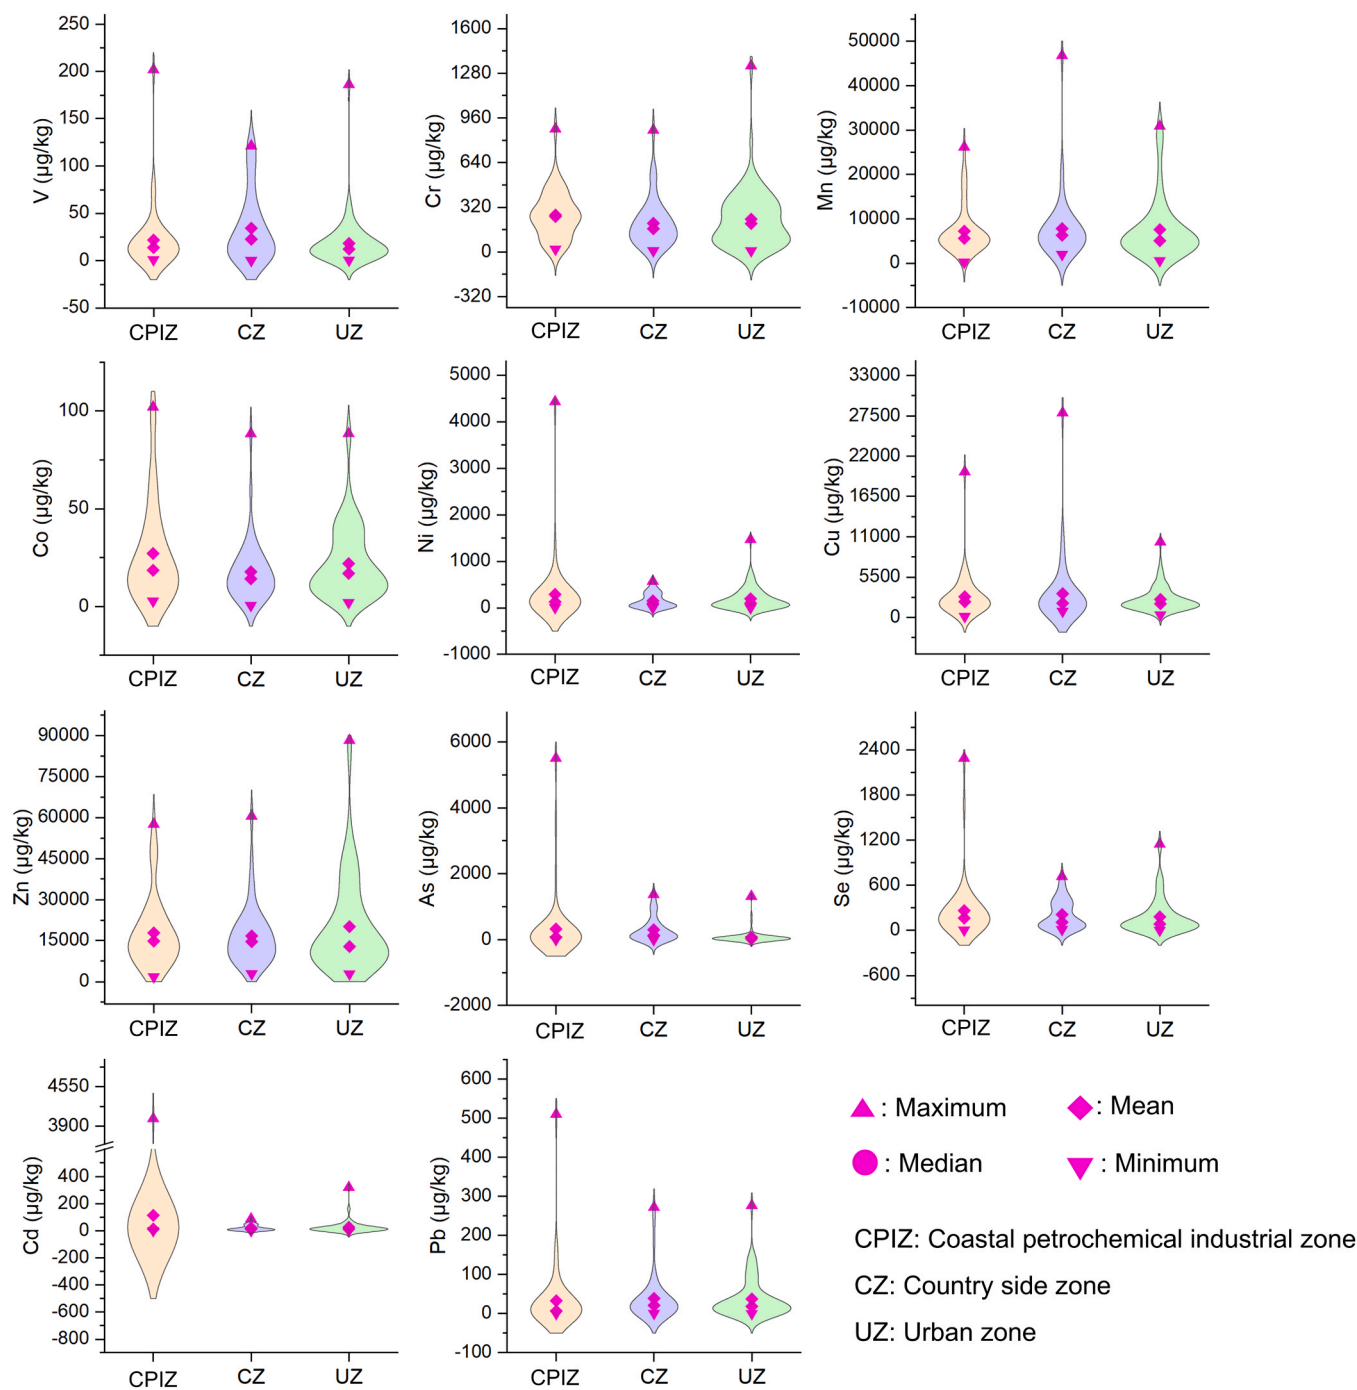 V (µg/kg)
250
200
150
100
50
0
-50
CPIZ CZ UZ
Cr (µg/kg)
1600
1280
960
640
320
0
-320
CPIZ CZ UZ
Mn (µg/kg)
50000
40000
30000
20000
10000
0
-10000
CPIZ CZ UZ
Co (µg/kg)
100
50
0
CPIZ CZ UZ
Ni (µg/kg)
5000
4000
3000
2000
1000
0
-1000
CPIZ CZ UZ
Cu (µg/kg)
33000
27500
22000
16500
11000
5500
0
CPIZ CZ UZ
Zn (µg/kg)
90000
75000
60000
45000
30000
15000
0
CPIZ CZ UZ
As (µg/kg)
6000
4000
2000
0
-2000
CPIZ CZ UZ
Se (µg/kg)
2400
1800
1200
600
0
-600
CPIZ CZ UZ
Cd (µg/kg)
4550
3900
400
200
0
-200
-400
-600
-800
CPIZ CZ UZ
Pb (µg/kg)
600
500
400
300
200
100
0
-100
CPIZ CZ UZ
: Maximum : Mean
: Median : Minimum
CPIZ: Coastal petrochemical industrial zone
CZ: Country side zone
UZ: Urban zone